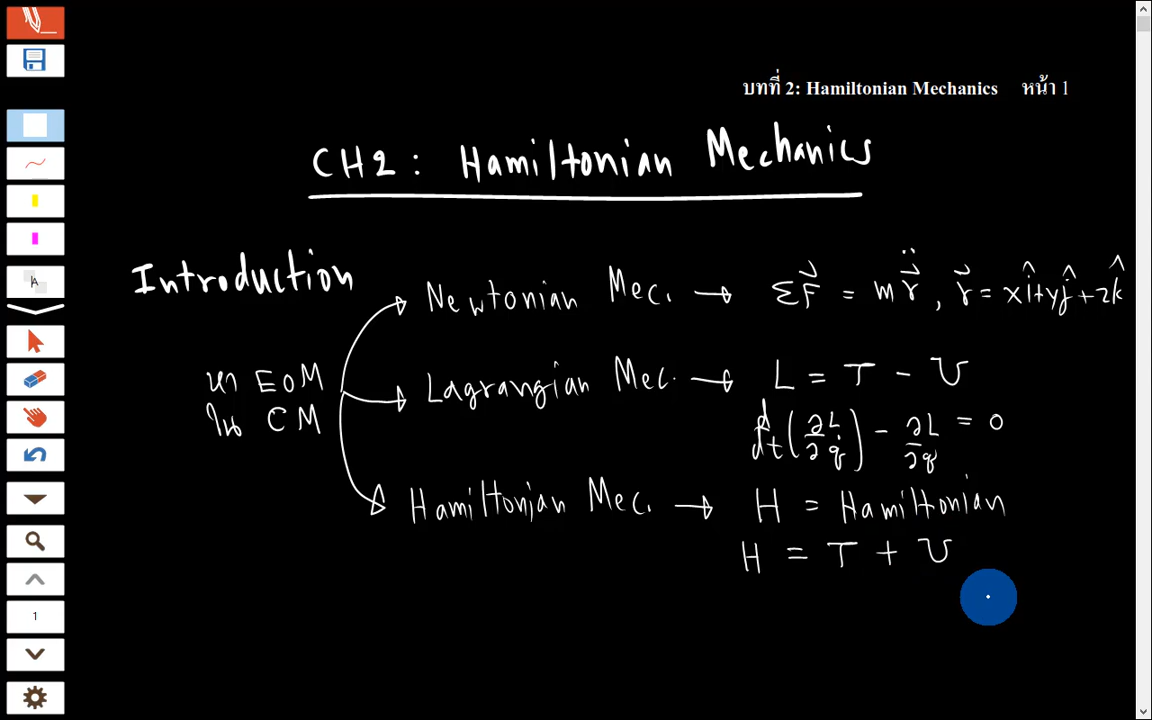 บทที่ 2: Hamiltonian Mechanics หน้า 1
CH2: Hamiltonian Mechanics
Introduction
Newtonian Mec. → ΣF⃗ = m r̈⃗, r⃗ = xî+yĵ+zk̂
หา EoM
ใน CM
Lagrangian Mec. → L = T - U
d/dt(∂L/∂q̇) - ∂L/∂q = 0
Hamiltonian Mec. → H = Hamiltonian
H = T + U
1